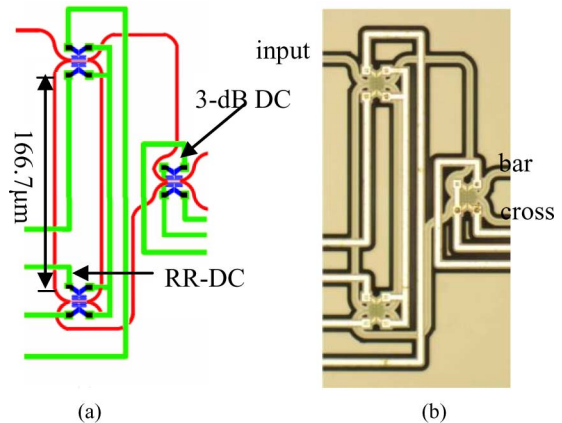 input
3-dB DC
166.7μm
bar
cross
RR-DC
(a)
(b)